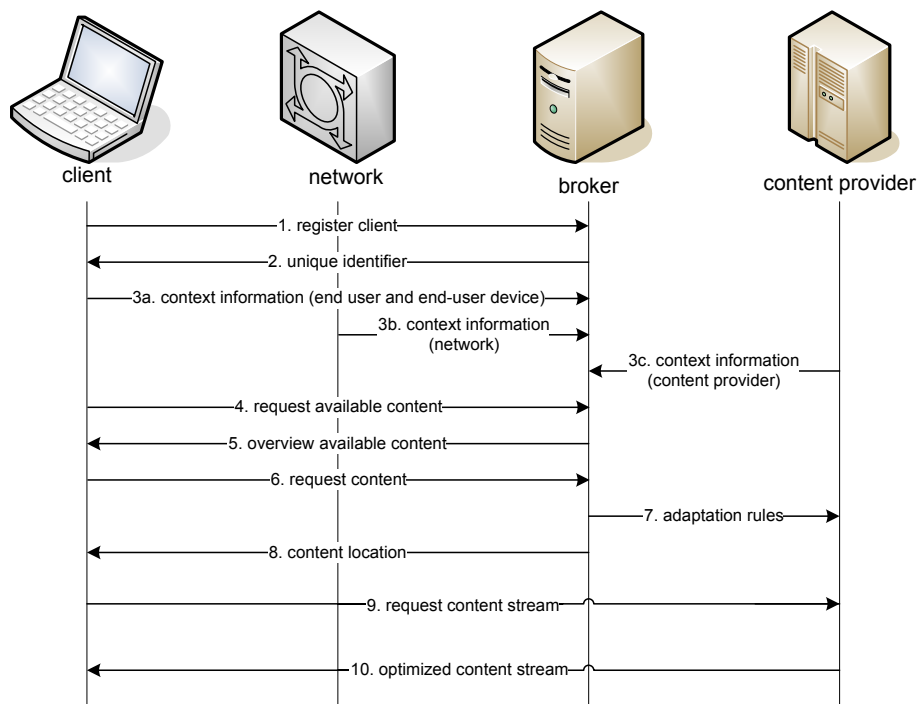 client
network
broker
content provider
1. register client
2. unique identifier
3a. context information (end user and end-user device)
3b. context information
(network)
3c. context information
(content provider)
4. request available content
5. overview available content
6. request content
7. adaptation rules
8. content location
9. request content stream
10. optimized content stream